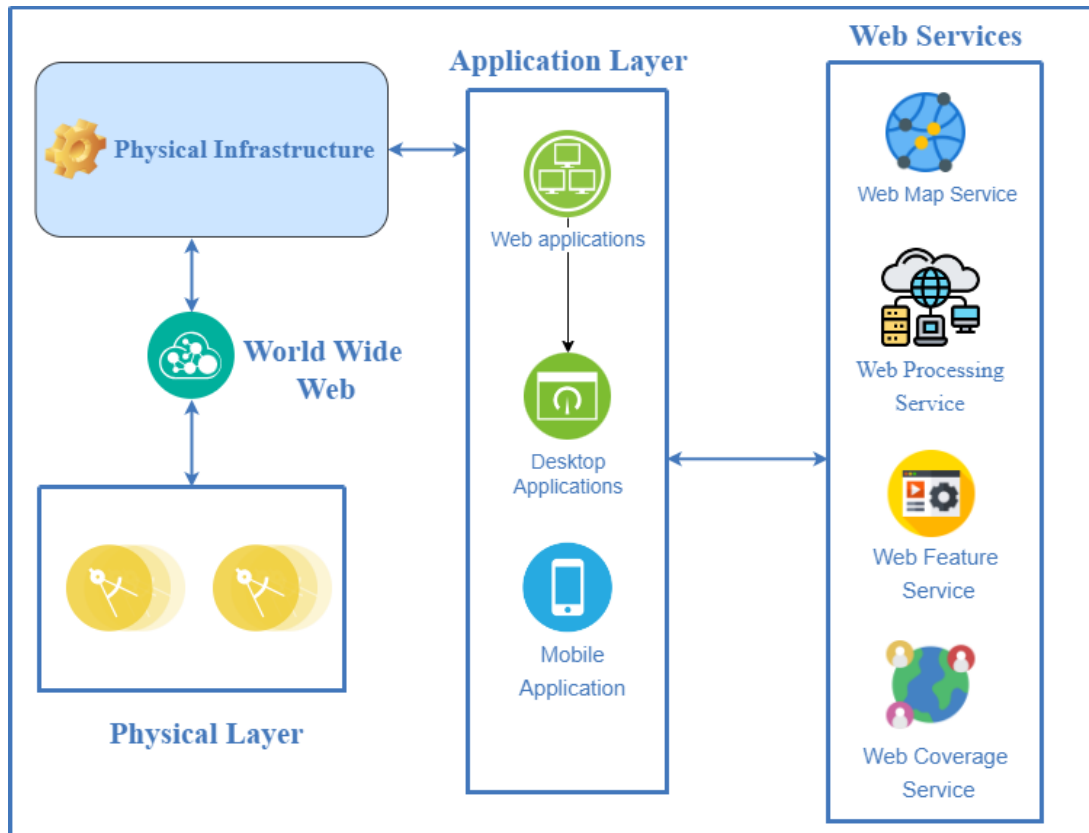 Physical Infrastructure
World Wide
Web
Physical Layer
Application Layer
Web applications
Desktop
Applications
Mobile
Application
Web Services
Web Map Service
Web Processing
Service
Web Feature
Service
Web Coverage
Service